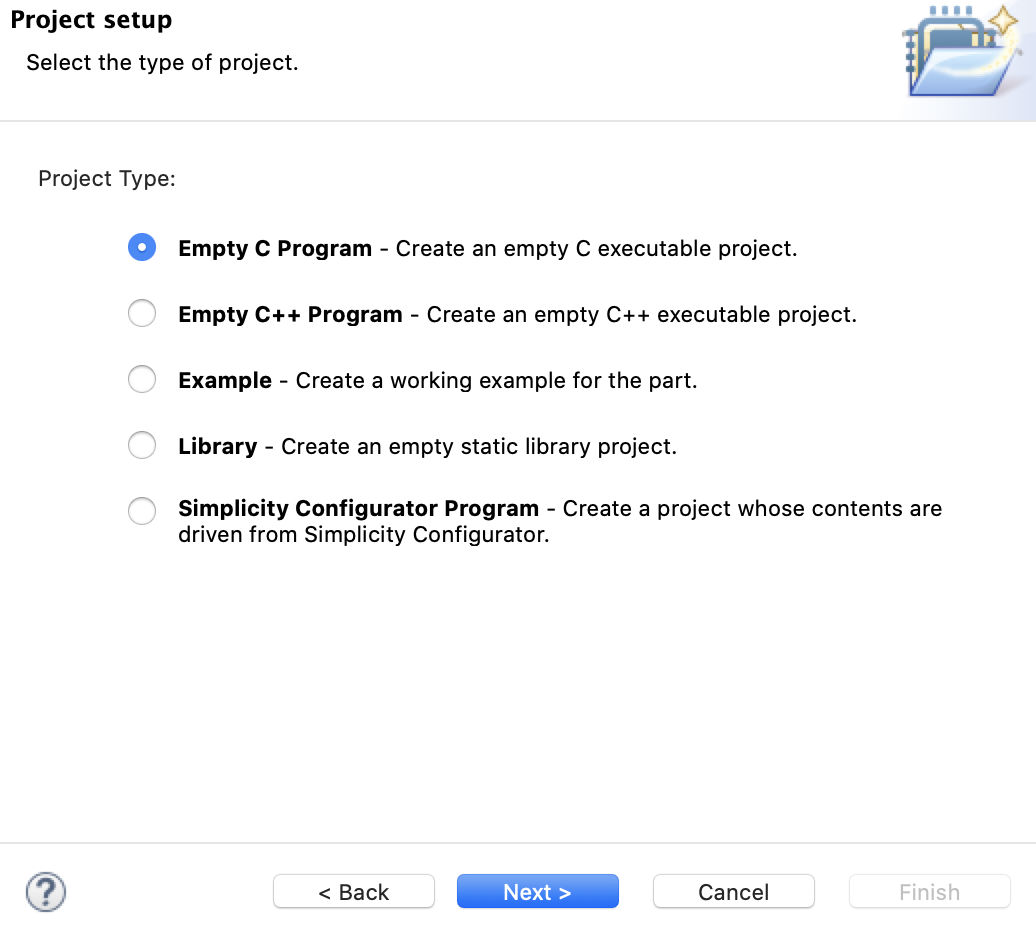 Project setup
Select the type of project.
Project Type:
Empty C Program - Create an empty C executable project.
Empty C++ Program - Create an empty C++ executable project.
Example - Create a working example for the part.
Library - Create an empty static library project.
Simplicity Configurator Program - Create a project whose contents are
driven from Simplicity Configurator.
?
< Back
Next >
Cancel
Finish